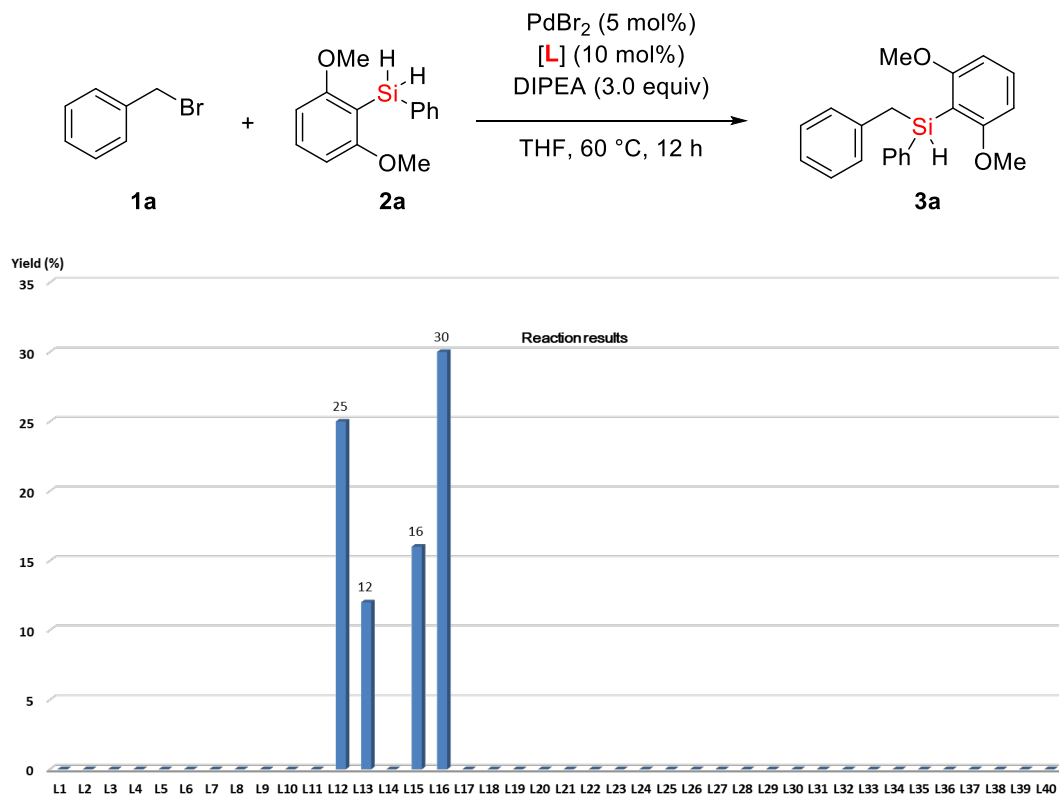 PdBr2 (5 mol%)
[L] (10 mol%)
DIPEA (3.0 equiv)
THF, 60 °C, 12 h
Br
+
OMe
H
H
Si
Ph
OMe
MeO
Si
Ph
H
OMe
1a
2a
3a
Yield (%)
Reaction results
35
30
25
20
15
10
5
0
25
12
16
30
L1 L2 L3 L4 L5 L6 L7 L8 L9 L10 L11 L12 L13 L14 L15 L16 L17 L18 L19 L20 L21 L22 L23 L24 L25 L26 L27 L28 L29 L30 L31 L32 L33 L34 L35 L36 L37 L38 L39 L40